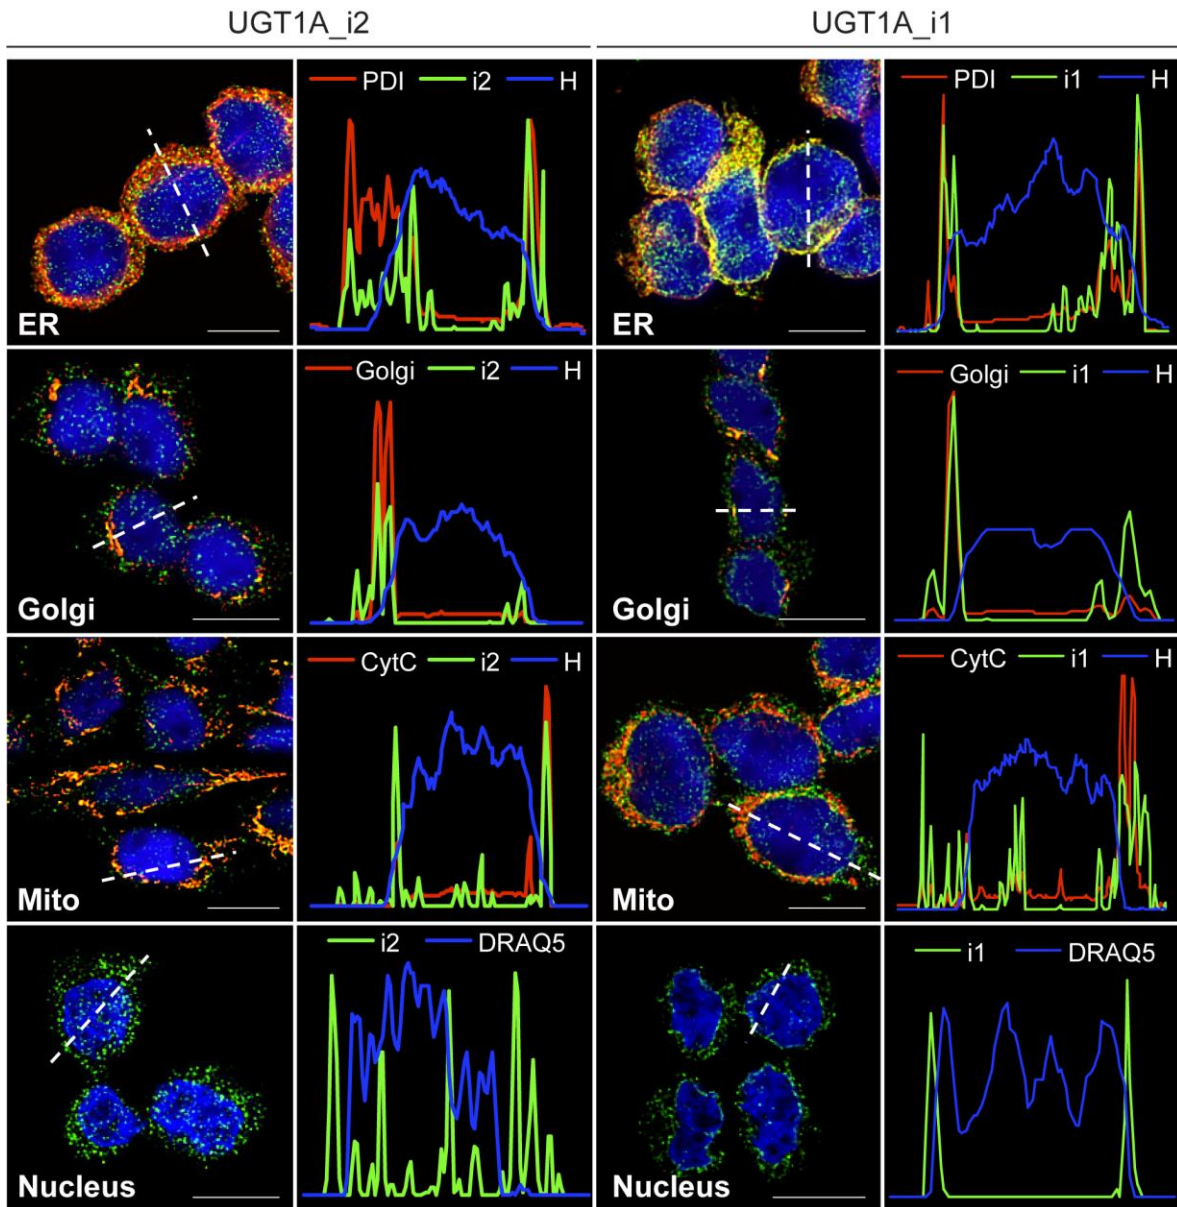 UGT1A_i2 UGT1A_i1
ER PDI i2 H ER PDI i1 H
Golgi Golgi i2 H Golgi Golgi i1 H
Mito CytC i2 H Mito CytC i1 H
Nucleus i2 DRAQ5 Nucleus i1 DRAQ5